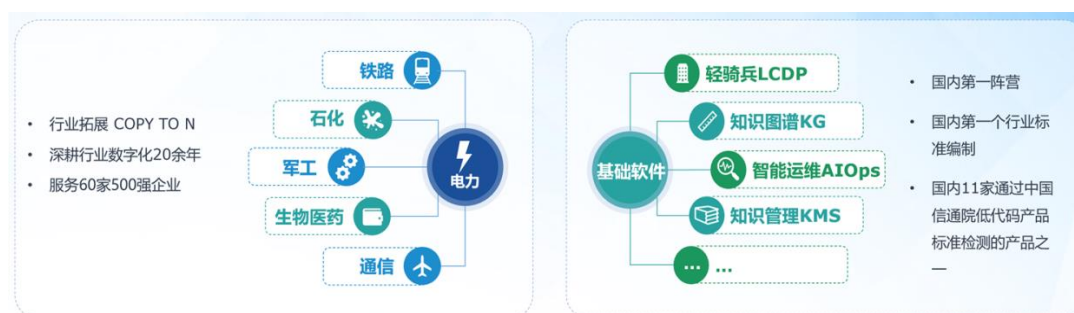 行业拓展 COPY TO N
深耕行业数字化20余年
服务60家500强企业
铁路
石化
军工
生物医药
通信
电力
基础软件
轻骑兵LCDP
知识图谱KG
智能运维AIOps
知识管理KMS
... ...
国内第一阵营
国内第一个行业标
准编制
国内11家通过中国
信通院低代码产品
标准检测的产品之
一